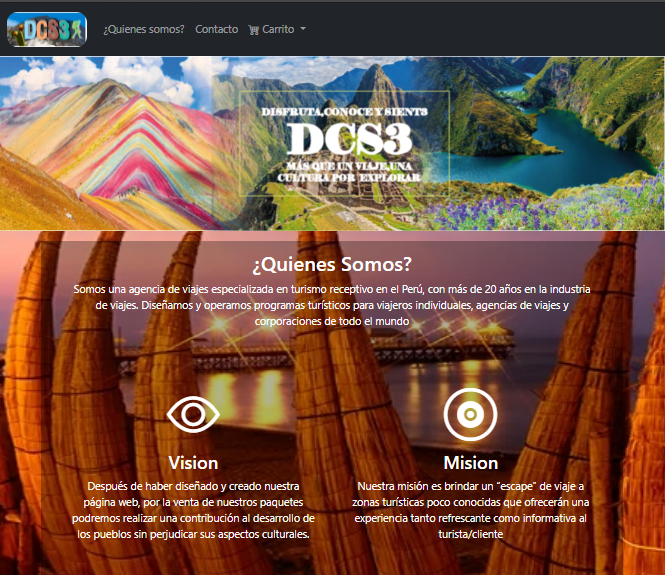 DCS3
¿Quienes somos?
Contacto
Carrito
DISFRUTA,CONOCE Y SIENT3
DCS3
MÁS QUE UN VIAJE,UNA
CULTURA POR EXPLORAR
¿Quienes Somos?
Somos una agencia de viajes especializada en turismo receptivo en el Perú, con más de 20 años en la industria
de viajes. Diseñamos y operamos programas turísticos para viajeros individuales, agencias de viajes y
corporaciones de todo el mundo
Vision
Después de haber diseñado y creado nuestra
página web, por la venta de nuestros paquetes
podremos realizar una contribución al desarrollo de
los pueblos sin perjudicar sus aspectos culturales.
Mision
Nuestra misión es brindar un “escape” de viaje a
zonas turísticas poco conocidas que ofrecerán una
experiencia tanto refrescante como informativa al
turista/cliente